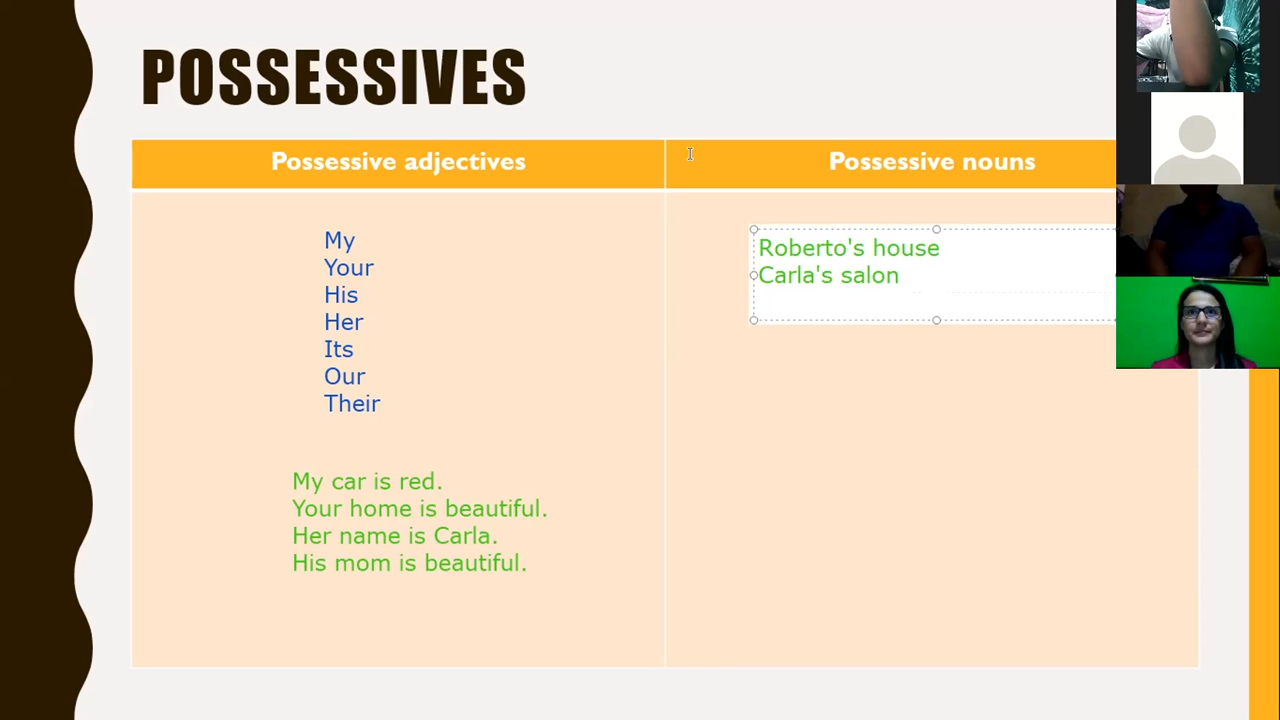 POSSESSIVES
Possessive adjectives
Possessive nouns
My
Your
His
Her
Its
Our
Their
My car is red.
Your home is beautiful.
Her name is Carla.
His mom is beautiful.
Roberto's house
Carla's salon